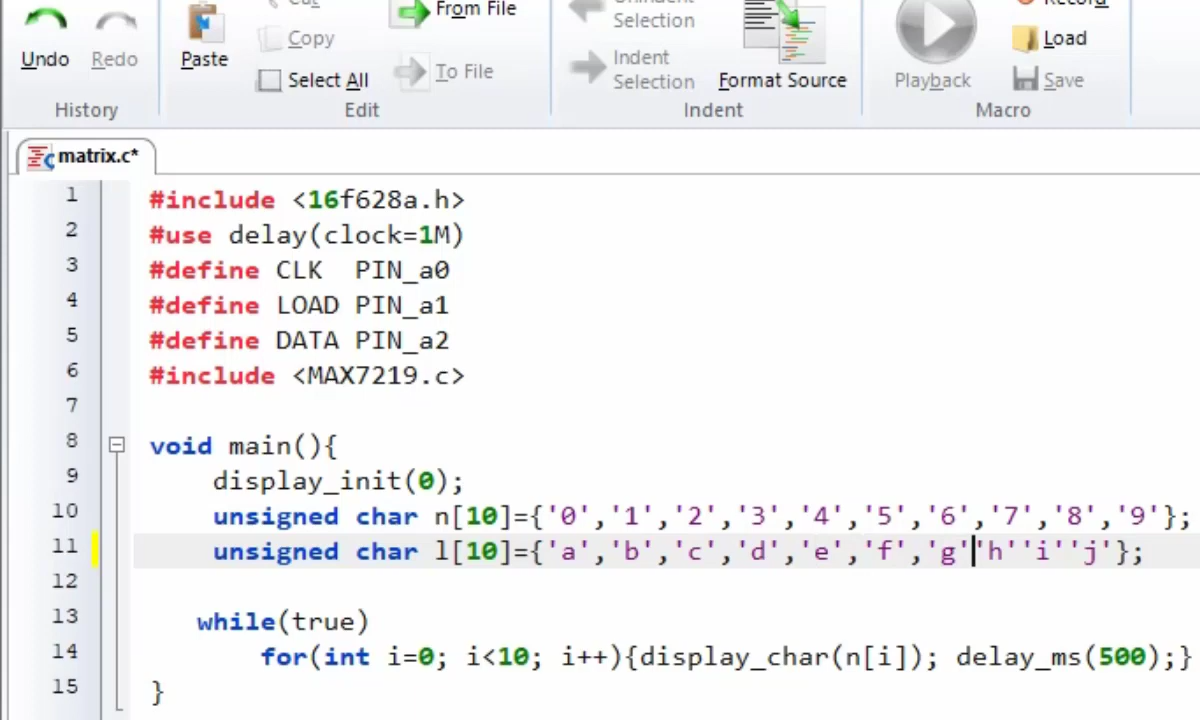 Cut
From File
Unindent
Selection
Record
Undo
Redo
Paste
Copy
Select All
To File
Indent
Selection
Format Source
Playback
Load
Save
History
Edit
Indent
Macro
matrix.c*
1 #include <16f628a.h>
2 #use delay(clock=1M)
3 #define CLK  PIN_a0
4 #define LOAD PIN_a1
5 #define DATA PIN_a2
6 #include <MAX7219.c>
7
8 void main(){
9     display_init(0);
10     unsigned char n[10]={'0','1','2','3','4','5','6','7','8','9'};
11     unsigned char l[10]={'a','b','c','d','e','f','g''h''i''j'};
12
13    while(true)
14        for(int i=0; i<10; i++){display_char(n[i]); delay_ms(500);}
15 }